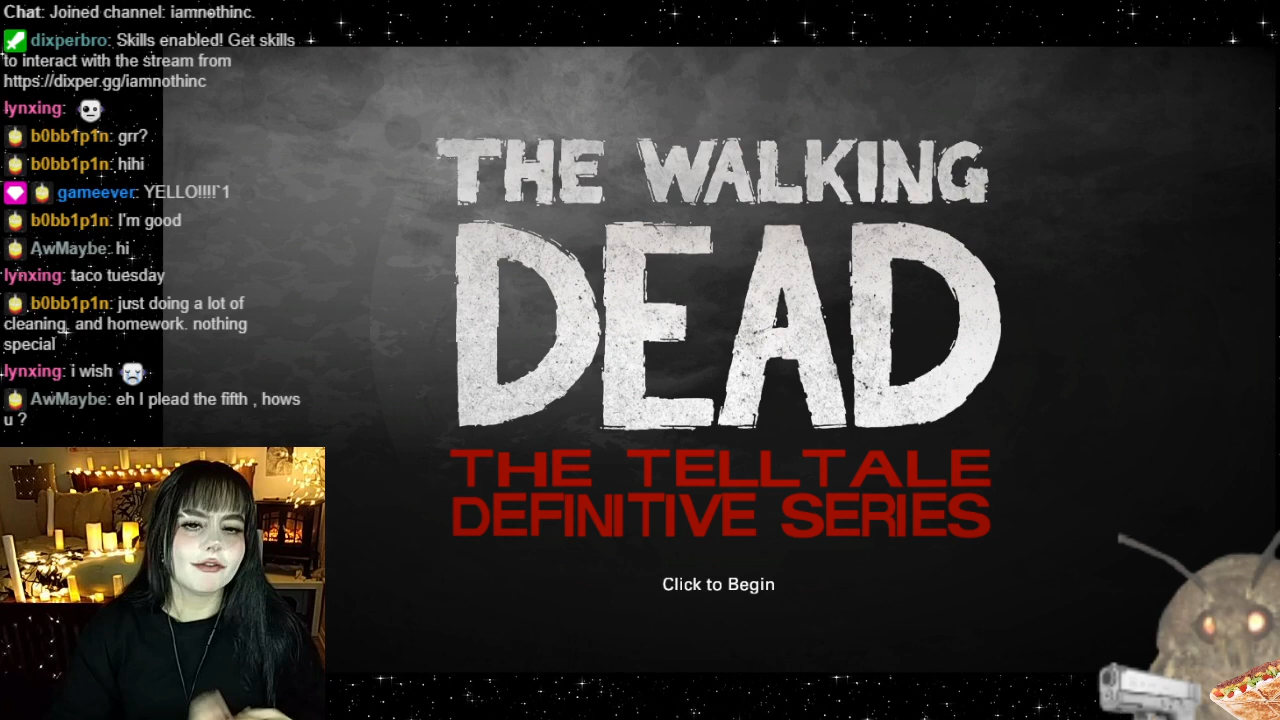 Chat: Joined channel: iamnothinc.
dixperbro: Skills enabled! Get skills
to interact with the stream from
https://dixper.gg/iamnothinc
lynxing:
b0bb1p1n: grr?
b0bb1p1n: hihi
gameever: YELLO!!!!`1
b0bb1p1n: I'm good
AwMaybe: hi
lynxing: taco tuesday
b0bb1p1n: just doing a lot of
cleaning, and homework. nothing
special
lynxing: i wish
AwMaybe: eh I plead the fifth , hows
u ?
THE WALKING
DEAD
THE TELLTALE
DEFINITIVE SERIES
Click to Begin